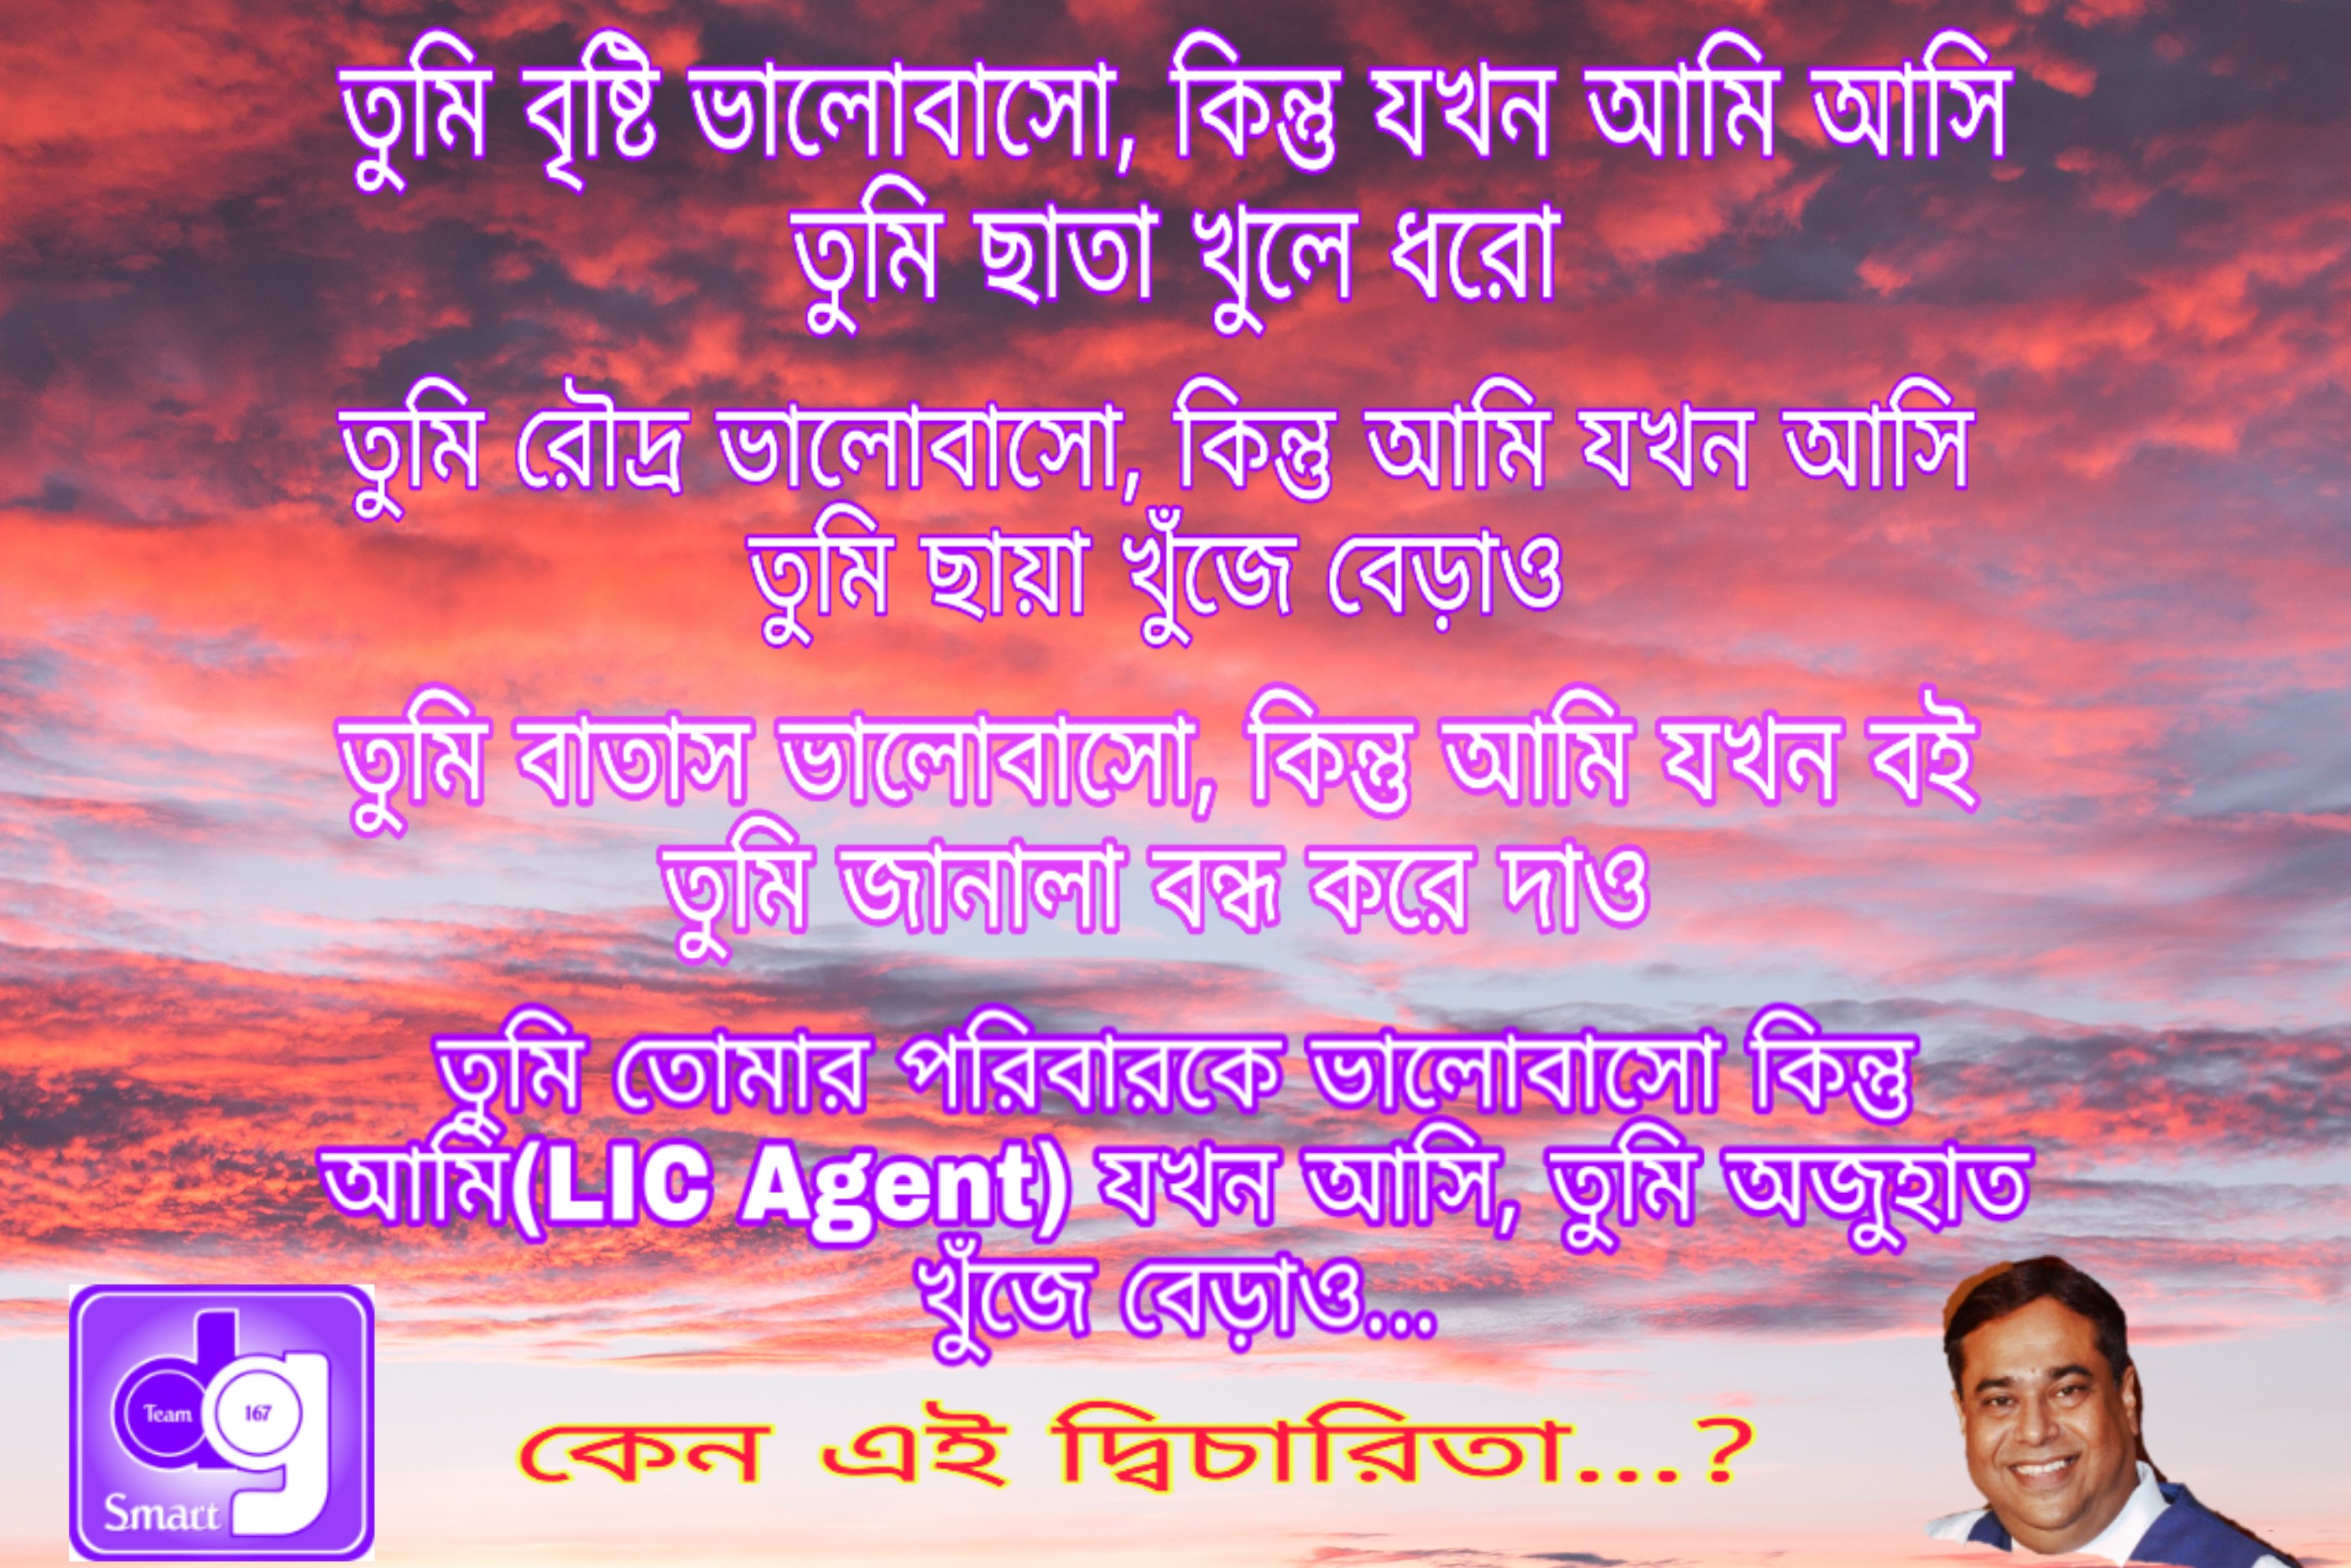 তুমি বৃষ্টি ভালোবাসো, কিন্তু যখন আমি আসি
তুমি ছাতা খুলে ধরো
তুমি রৌদ্র ভালোবাসো, কিন্তু আমি যখন আসি
তুমি ছায়া খুঁজে বেড়াও
তুমি বাতাস ভালোবাসো, কিন্তু আমি যখন বই
তুমি জানালা বন্ধ করে দাও
তুমি তোমার পরিবারকে ভালোবাসো কিন্তু
আমি(LIC Agent) যখন আসি, তুমি অজুহাত
খুঁজে বেড়াও...
কেন এই দ্বিচারিতা...?
dg
Team 167
Smart